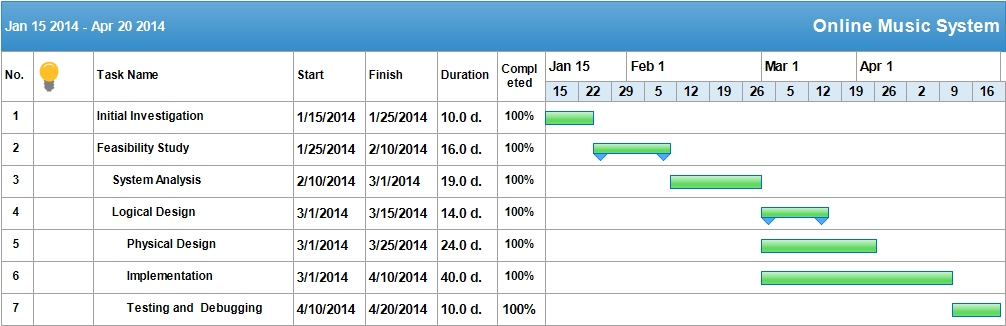 Jan 15 2014 - Apr 20 2014 Online Music System
No. Task Name Start Finish Duration Compl eted Jan 15 Feb 1 Mar 1 Apr 1
15 22 29 5 12 19 26 5 12 19 26 2 9 16
1 Initial Investigation 1/15/2014 1/25/2014 10.0 d. 100%
2 Feasibility Study 1/25/2014 2/10/2014 16.0 d. 100%
3 System Analysis 2/10/2014 3/1/2014 19.0 d. 100%
4 Logical Design 3/1/2014 3/15/2014 14.0 d. 100%
5 Physical Design 3/1/2014 3/25/2014 24.0 d. 100%
6 Implementation 3/1/2014 4/10/2014 40.0 d. 100%
7 Testing and Debugging 4/10/2014 4/20/2014 10.0 d. 100%